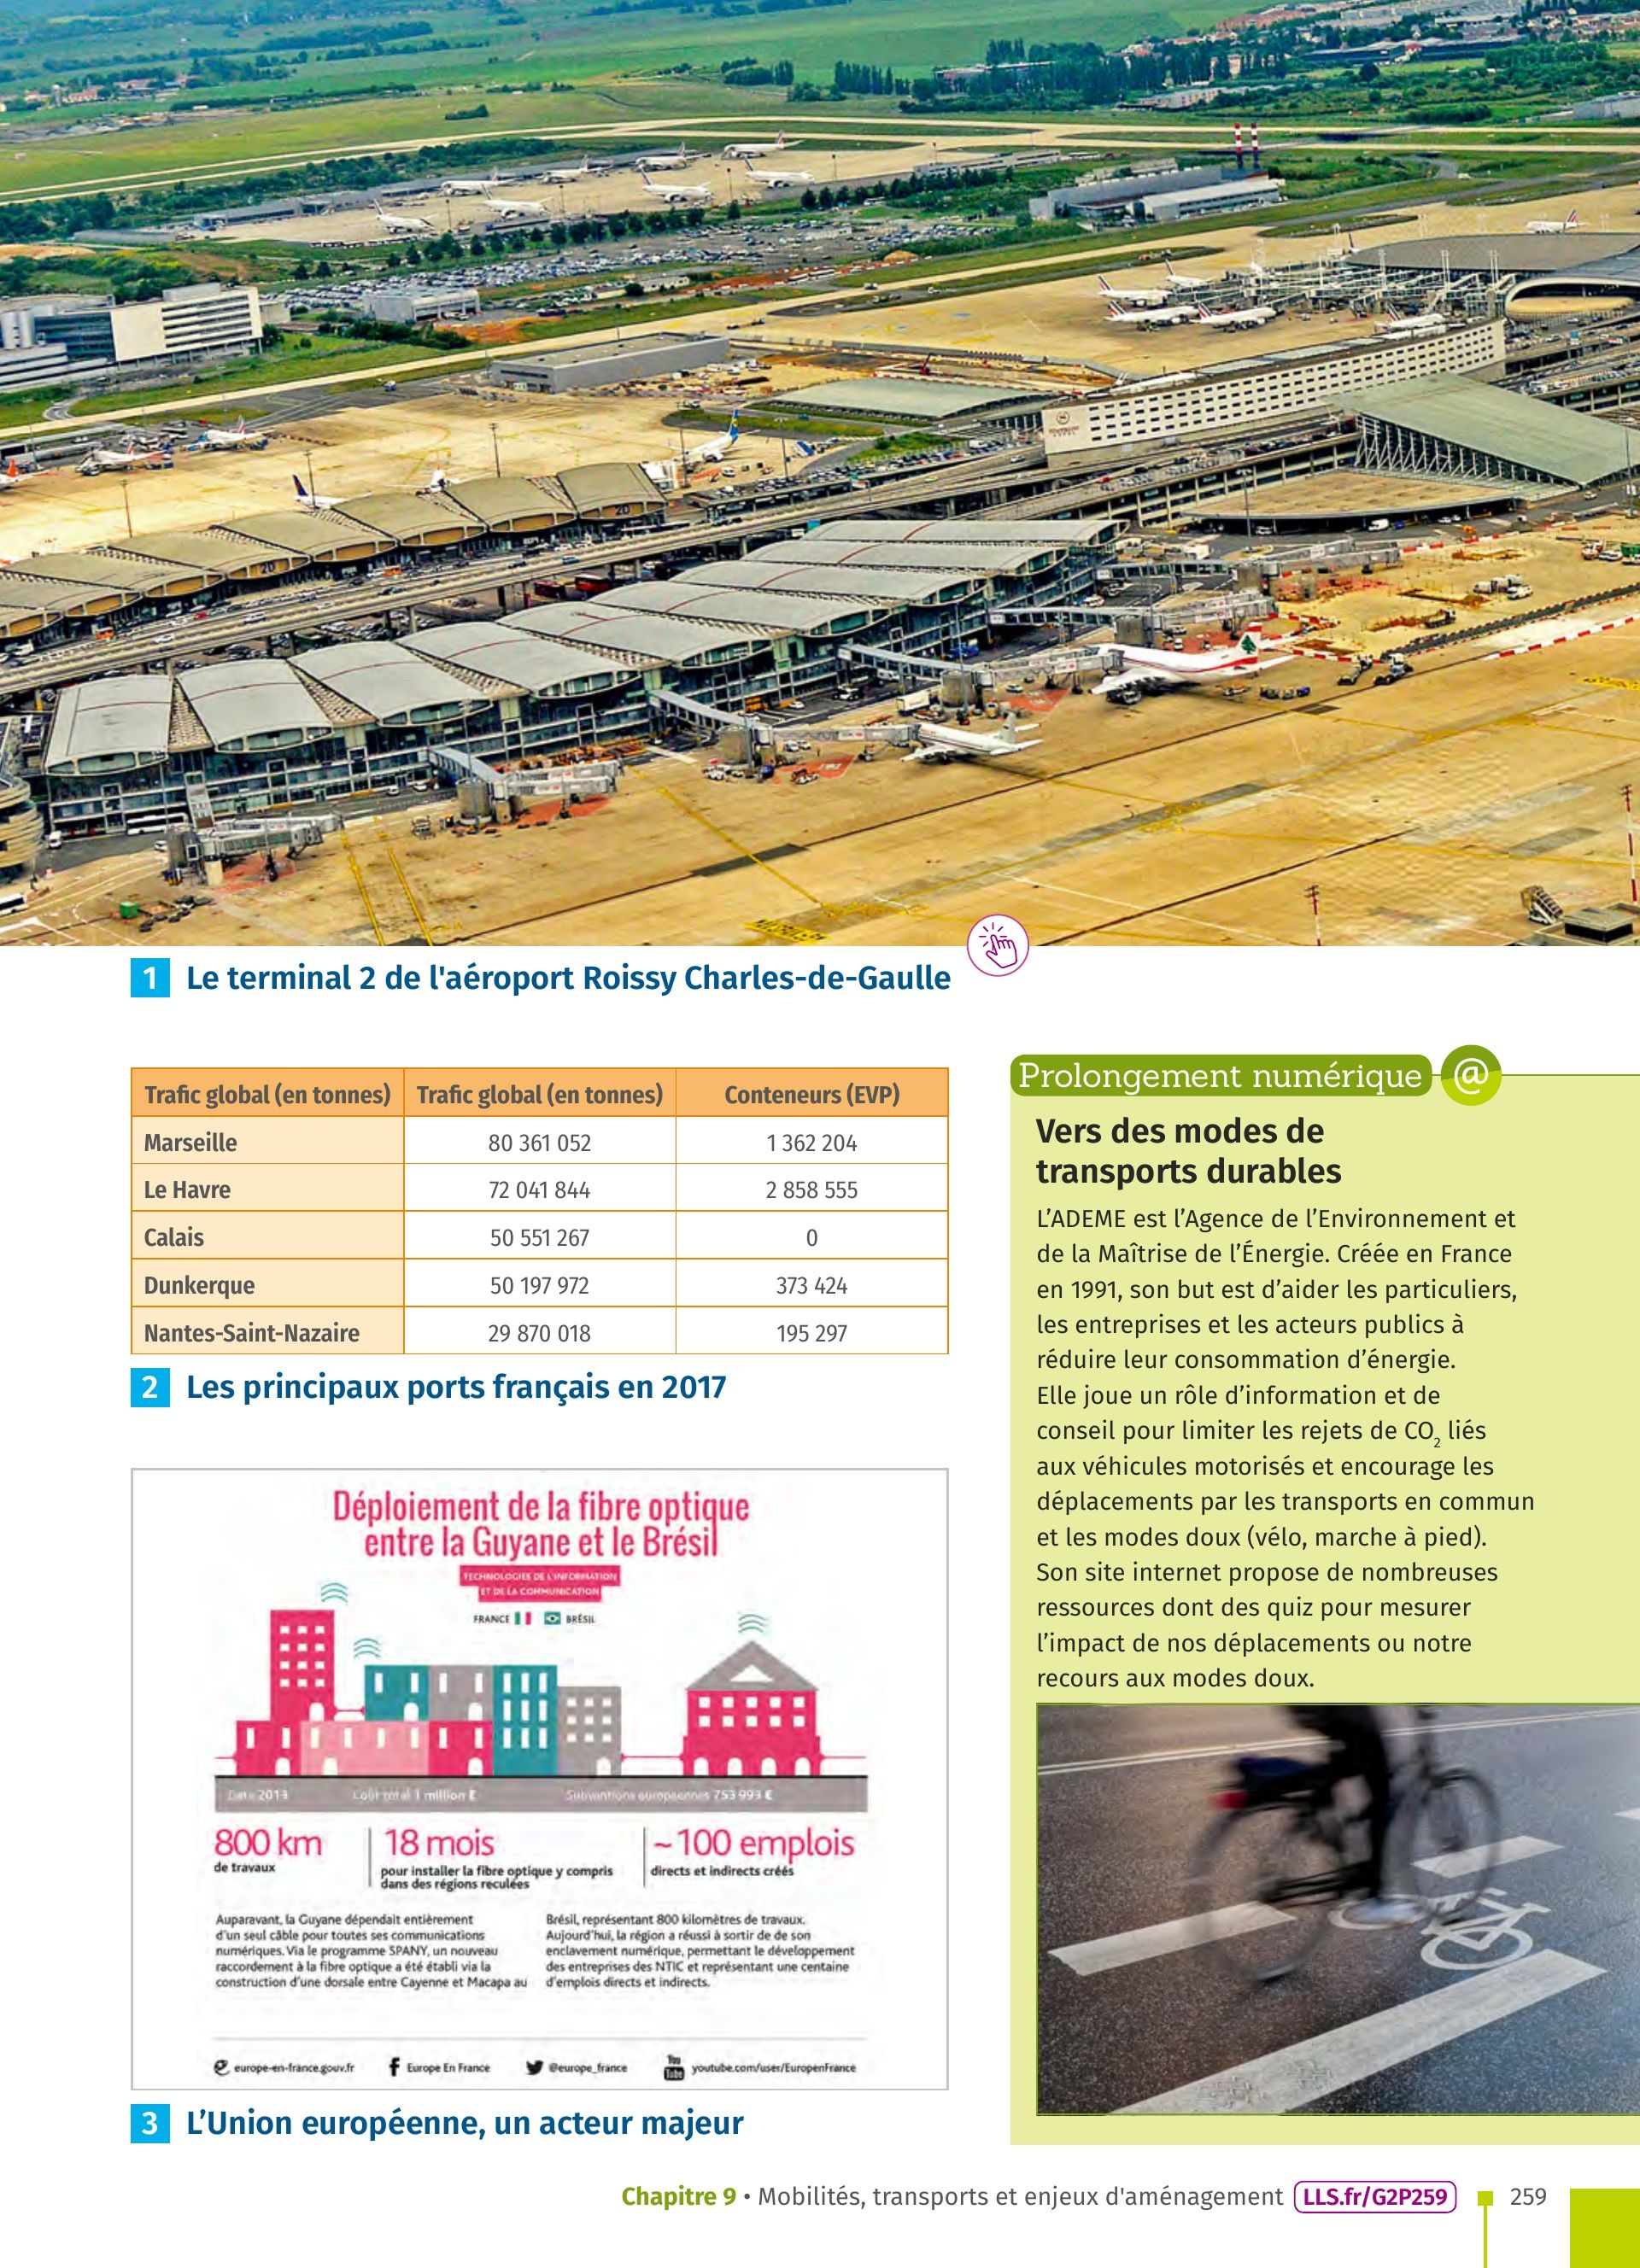 2D
2D
1 Le terminal 2 de l'aéroport Roissy Charles-de-Gaulle
Trafic global (en tonnes) Trafic global (en tonnes) Conteneurs (EVP)
Marseille 80 361 052 1 362 204
Le Havre 72 041 844 2 858 555
Calais 50 551 267 0
Dunkerque 50 197 972 373 424
Nantes-Saint-Nazaire 29 870 018 195 297
2 Les principaux ports français en 2017
Déploiement de la fibre optique
entre la Guyane et le Brésil
TECHNOLOGIES DE L'INFORMATION
ET DE LA COMMUNICATION
FRANCE BRÉSIL
Date 2013 Coût total 1 million € Subventions européennes 753 993 €
800 km
de travaux
18 mois
pour installer la fibre optique y compris
dans des régions reculées
~ 100 emplois
directs et indirects créés
Auparavant, la Guyane dépendait entièrement
d'un seul câble pour toutes ses communications
numériques. Via le programme SPANY, un nouveau
raccordement à la fibre optique a été établi via la
construction d'une dorsale entre Cayenne et Macapa au
Brésil, représentant 800 kilomètres de travaux.
Aujourd'hui, la région a réussi à sortir de de son
enclavement numérique, permettant le développement
des entreprises des NTIC et représentant une centaine
d'emplois directs et indirects.
europe-en-france.gouv.fr Europe En France @europe_france You Tube youtube.com/user/EuropenFrance
3 L’Union européenne, un acteur majeur
Prolongement numérique @
Vers des modes de
transports durables
L’ADEME est l’Agence de l’Environnement et
de la Maîtrise de l’Énergie. Créée en France
en 1991, son but est d’aider les particuliers,
les entreprises et les acteurs publics à
réduire leur consommation d’énergie.
Elle joue un rôle d’information et de
conseil pour limiter les rejets de CO₂ liés
aux véhicules motorisés et encourage les
déplacements par les transports en commun
et les modes doux (vélo, marche à pied).
Son site internet propose de nombreuses
ressources dont des quiz pour mesurer
l’impact de nos déplacements ou notre
recours aux modes doux.
Chapitre 9 • Mobilités, transports et enjeux d'aménagement LLS.fr/G2P259 259